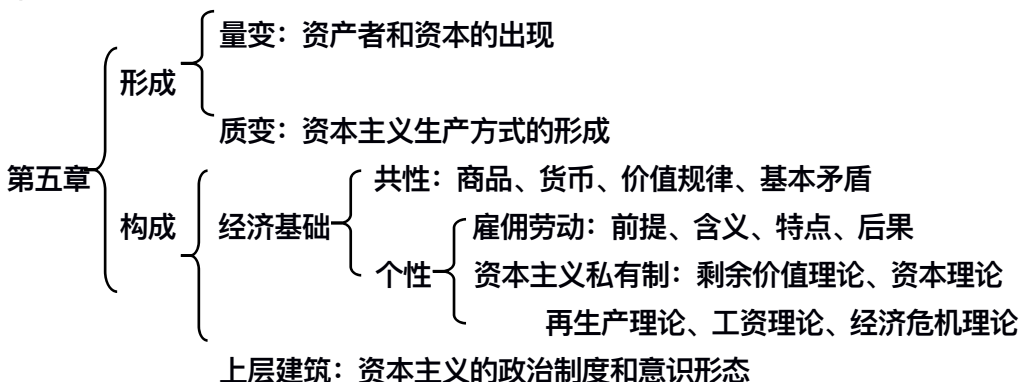 量变：资产者和资本的出现
形成
质变：资本主义生产方式的形成
第五章
共性：商品、货币、价值规律、基本矛盾
构成
经济基础
雇佣劳动：前提、含义、特点、后果
个性
资本主义私有制：剩余价值理论、资本理论
再生产理论、工资理论、经济危机理论
上层建筑：资本主义的政治制度和意识形态